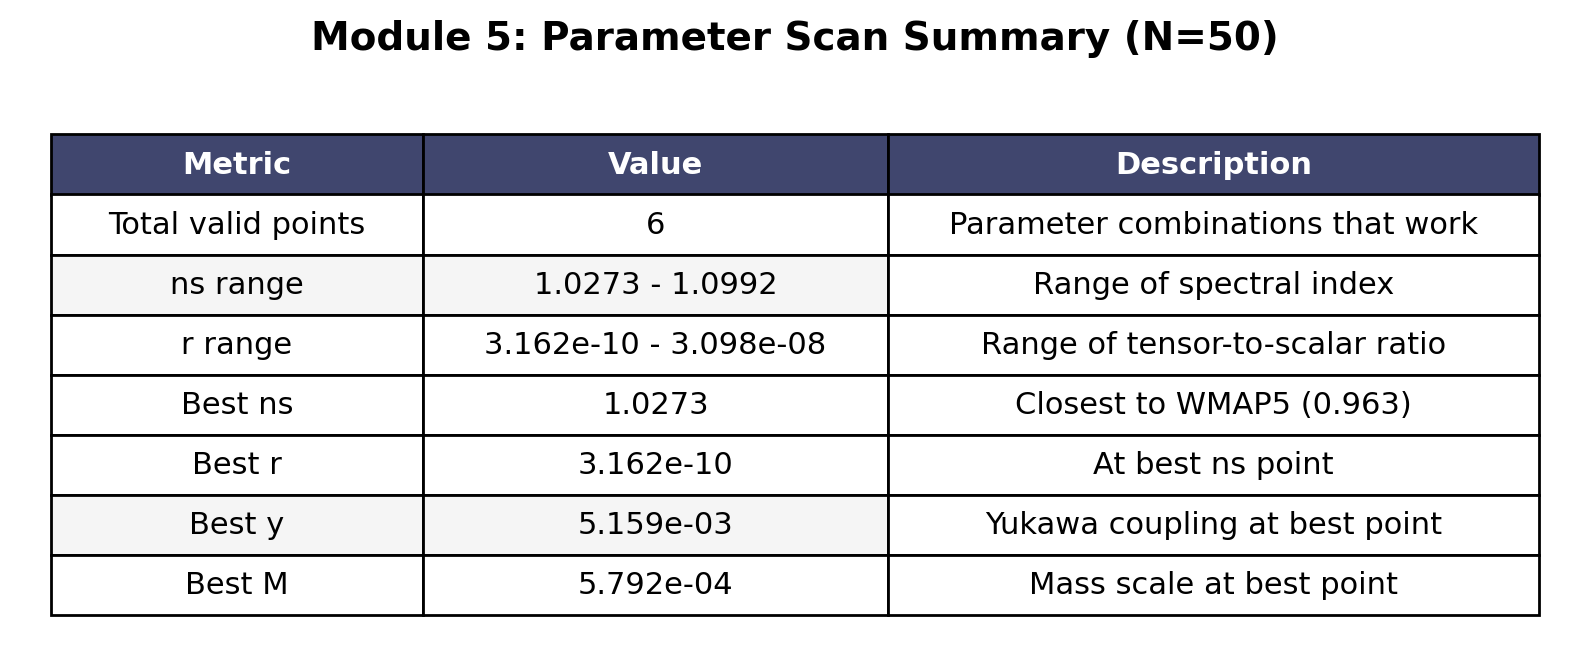 Module 5: Parameter Scan Summary (N=50)
Metric Value Description
Total valid points 6 Parameter combinations that work
ns range 1.0273 - 1.0992 Range of spectral index
r range 3.162e-10 - 3.098e-08 Range of tensor-to-scalar ratio
Best ns 1.0273 Closest to WMAP5 (0.963)
Best r 3.162e-10 At best ns point
Best y 5.159e-03 Yukawa coupling at best point
Best M 5.792e-04 Mass scale at best point